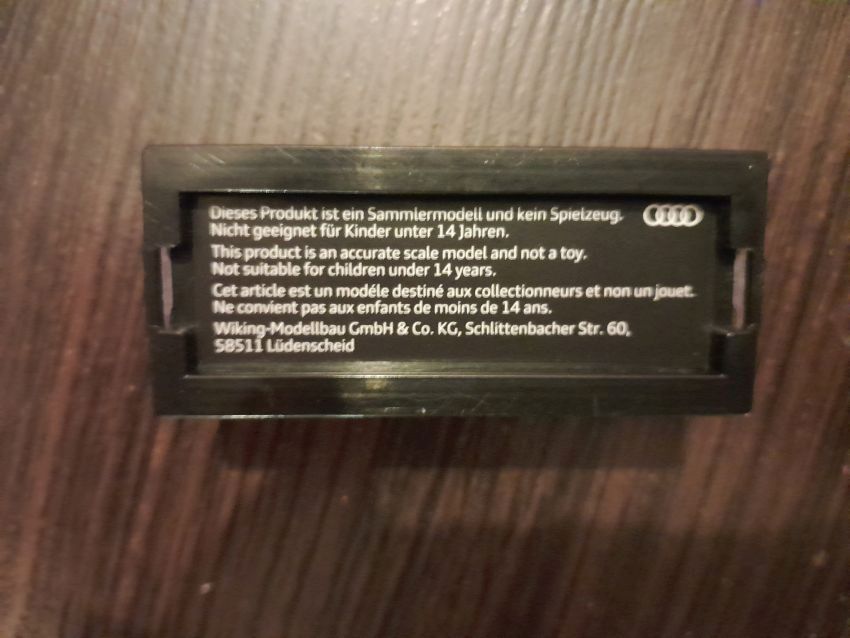 Dieses Produkt ist ein Sammlermodell und kein Spielzeug.
Nicht geeignet für Kinder unter 14 Jahren.
This product is an accurate scale model and not a toy.
Not suitable for children under 14 years.
Cet article est un modéle destiné aux collectionneurs et non un jouet.
Ne convient pas aux enfants de moins de 14 ans.
Wiking-Modellbau GmbH & Co. KG, Schlittenbacher Str. 60,
58511 Lüdenscheid